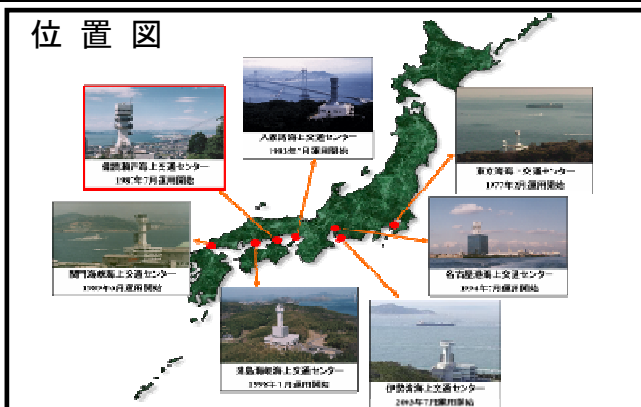 位置図
備讃瀬戸海上交通センター
1987年7月運用開始
大阪湾海上交通センター
1993年7月運用開始
東京湾海上交通センター
1977年2月運用開始
関門海峡海上交通センター
1989年6月運用開始
名古屋港海上交通センター
1994年7月運用開始
来島海峡海上交通センター
1998年1月運用開始
伊勢湾海上交通センター
2003年7月運用開始